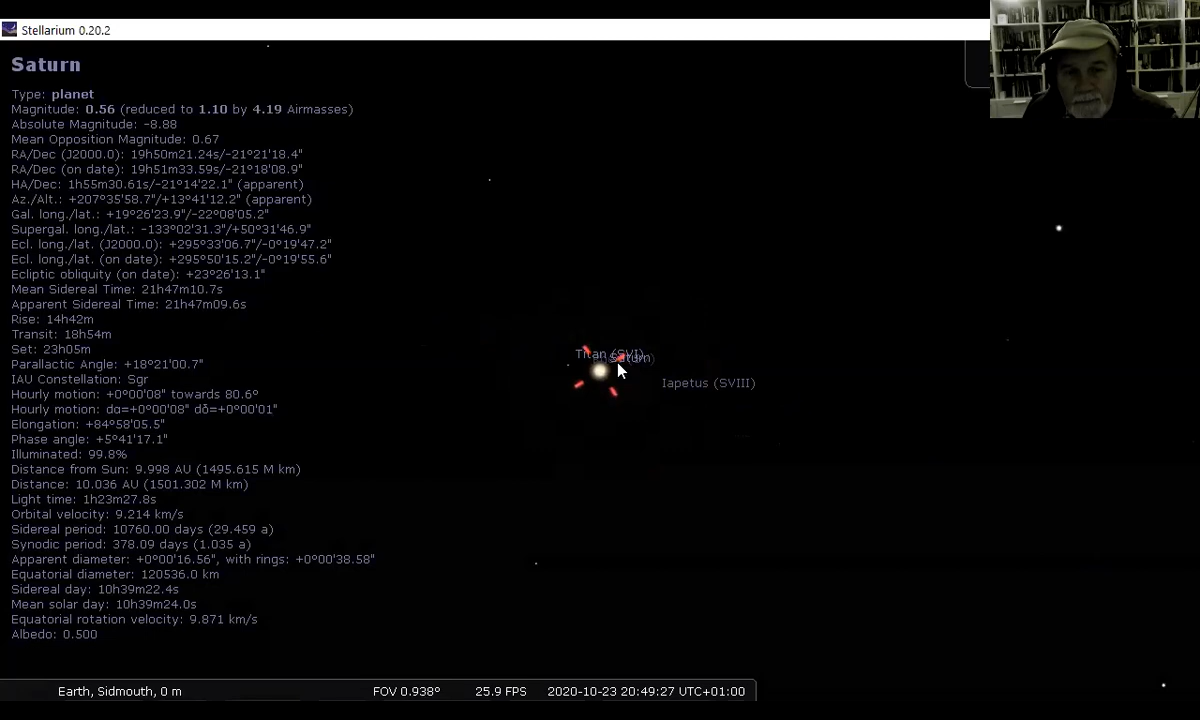 Stellarium 0.20.2
Saturn
Type: planet
Magnitude: 0.56 (reduced to 1.10 by 4.19 Airmasses)
Absolute Magnitude: -8.88
Mean Opposition Magnitude: 0.67
RA/Dec (J2000.0): 19h50m21.24s/-21°21'18.4"
RA/Dec (on date): 19h51m33.59s/-21°18'08.9"
HA/Dec: 1h55m30.61s/-21°14'22.1" (apparent)
Az./Alt.: +207°35'58.7"/+13°41'12.2" (apparent)
Gal. long./lat.: +19°26'23.9"/-22°08'05.2"
Supergal. long./lat.: -133°02'31.3"/+50°31'46.9"
Ecl. long./lat. (J2000.0): +295°33'06.7"/-0°19'47.2"
Ecl. long./lat. (on date): +295°50'15.2"/-0°19'55.6"
Ecliptic obliquity (on date): +23°26'13.1"
Mean Sidereal Time: 21h47m10.7s
Apparent Sidereal Time: 21h47m09.6s
Rise: 14h42m
Transit: 18h54m
Set: 23h05m
Parallactic Angle: +18°21'00.7"
IAU Constellation: Sgr
Hourly motion: +0°00'08" towards 80.6°
Hourly motion: dα=+0°00'08" dδ=+0°00'01"
Elongation: +84°58'05.5"
Phase angle: +5°41'17.1"
Illuminated: 99.8%
Distance from Sun: 9.998 AU (1495.615 M km)
Distance: 10.036 AU (1501.302 M km)
Light time: 1h23m27.8s
Orbital velocity: 9.214 km/s
Sidereal period: 10760.00 days (29.459 a)
Synodic period: 378.09 days (1.035 a)
Apparent diameter: +0°00'16.56", with rings: +0°00'38.58"
Equatorial diameter: 120536.0 km
Sidereal day: 10h39m22.4s
Mean solar day: 10h39m24.0s
Equatorial rotation velocity: 9.871 km/s
Albedo: 0.500
Titan (SVI)
Saturn
Iapetus (SVIII)
Earth, Sidmouth, 0 m FOV 0.938° 25.9 FPS 2020-10-23 20:49:27 UTC+01:00